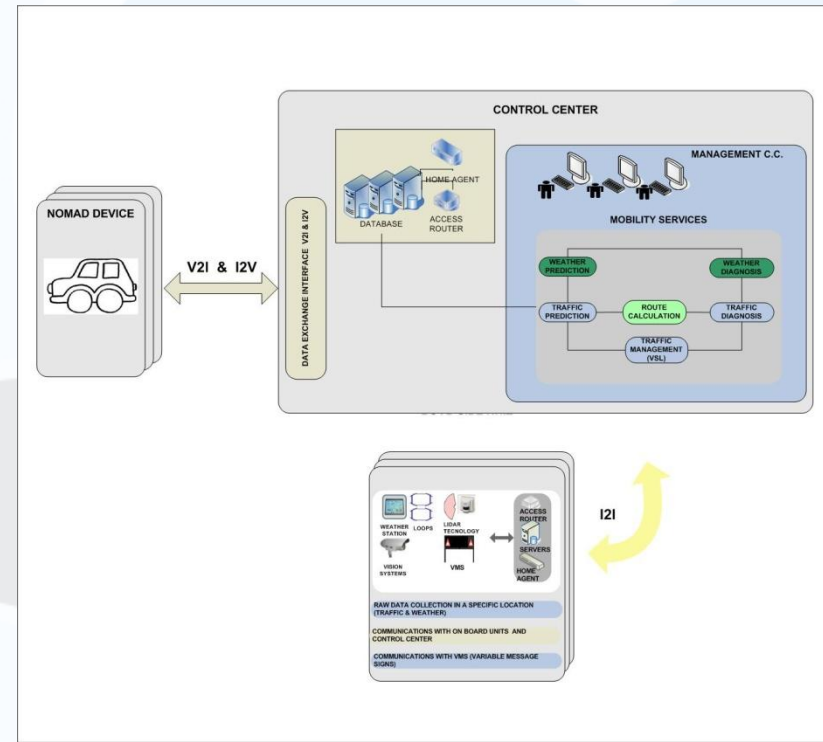 CONTROL CENTER
MANAGEMENT C.C.
HOME AGENT
DATABASE
ACCESS
ROUTER
MOBILITY SERVICES
WEATHER
PREDICTION
WEATHER
DIAGNOSIS
TRAFFIC
PREDICTION
ROUTE
CALCULATION
TRAFFIC
DIAGNOSIS
TRAFFIC
MANAGEMENT
(VSL)
NOMAD DEVICE
V2I & I2V
DATA EXCHANGE INTERFACE V2I & I2V
I2I
WEATHER
STATION
LOOPS
LIDAR
TECNOLOGY
VISION
SYSTEMS
VMS
ACCESS
ROUTER
SERVERS
HOME
AGENT
RAW DATA COLLECTION IN A SPECIFIC LOCATION
(TRAFFIC & WEATHER)
COMMUNICATIONS WITH ON BOARD UNITS AND
CONTROL CENTER
COMMUNICATIONS WITH VMS (VARIABLE MESSAGE
SIGNS)